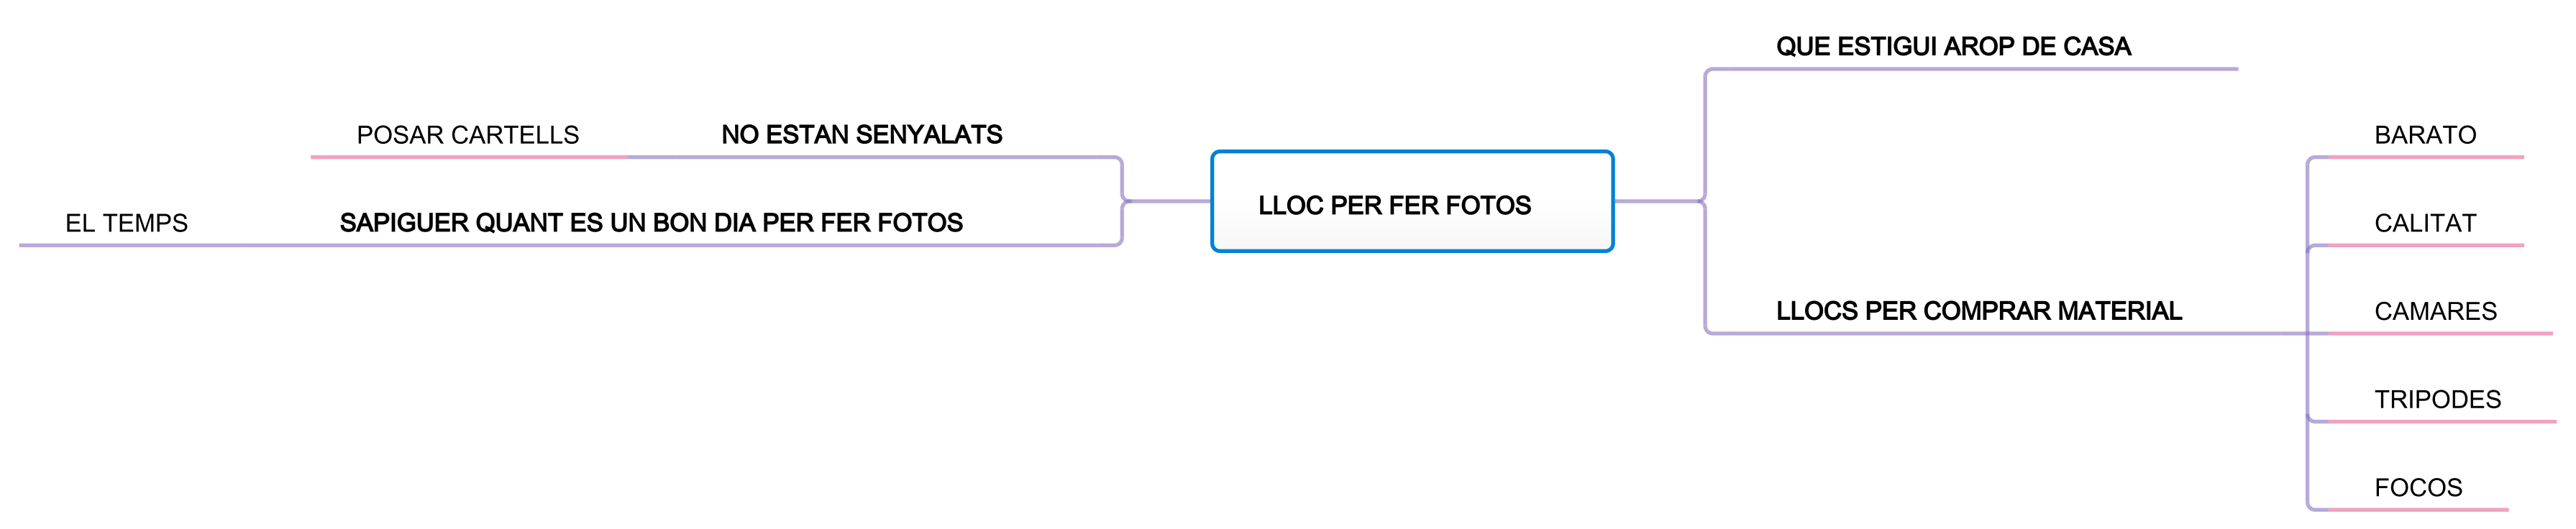 QUE ESTIGUI AROP DE CASA
POSAR CARTELLS
NO ESTAN SENYALATS
BARATO
LLOC PER FER FOTOS
EL TEMPS
SAPIGUER QUANT ES UN BON DIA PER FER FOTOS
CALITAT
LLOCS PER COMPRAR MATERIAL
CAMARES
TRIPODES
FOCOS